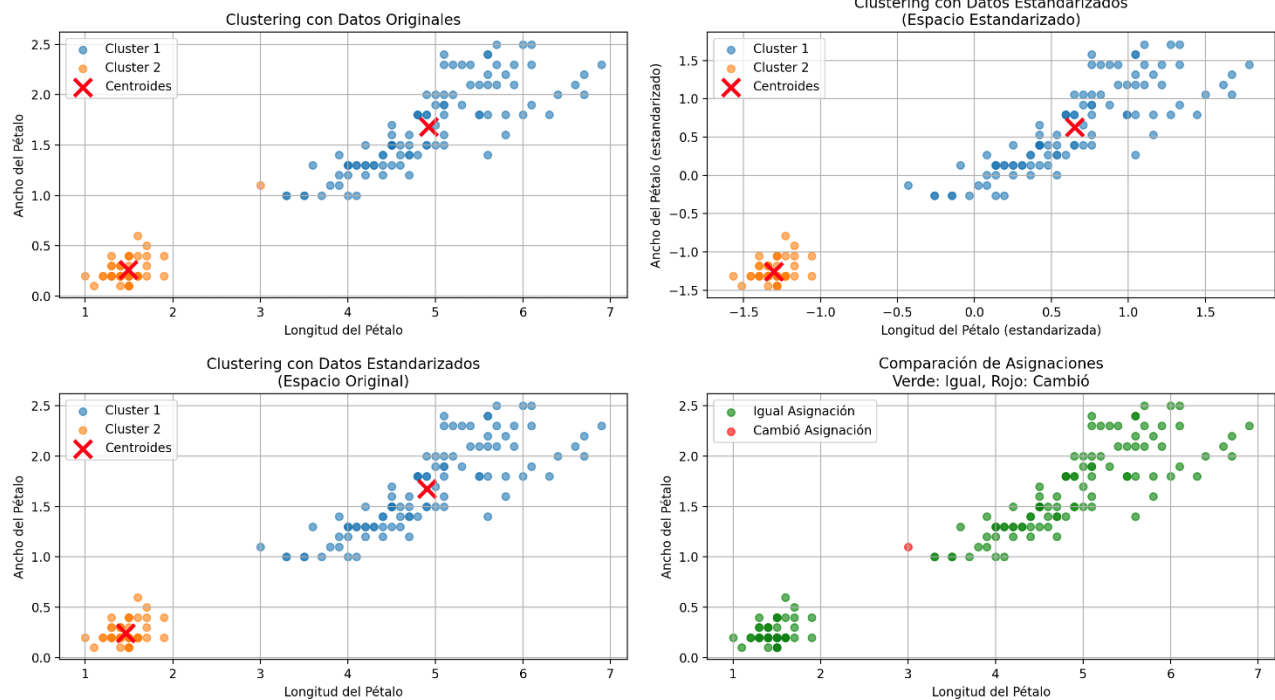 Clustering con Datos Originales
Cluster 1
Cluster 2
Centroides
2.5
2.0
1.5
1.0
0.5
0.0
Ancho del Pétalo
1 2 3 4 5 6 7
Longitud del Pétalo
Clustering con Datos Estandarizados
(Espacio Estandarizado)
Cluster 1
Cluster 2
Centroides
1.5
1.0
0.5
0.0
−0.5
−1.0
−1.5
Ancho del Pétalo (estandarizado)
−1.5 −1.0 −0.5 0.0 0.5 1.0 1.5
Longitud del Pétalo (estandarizada)
Clustering con Datos Estandarizados
(Espacio Original)
Cluster 1
Cluster 2
Centroides
2.5
2.0
1.5
1.0
0.5
0.0
Ancho del Pétalo
1 2 3 4 5 6 7
Longitud del Pétalo
Comparación de Asignaciones
Verde: Igual, Rojo: Cambió
Igual Asignación
Cambió Asignación
2.5
2.0
1.5
1.0
0.5
0.0
Ancho del Pétalo
1 2 3 4 5 6 7
Longitud del Pétalo